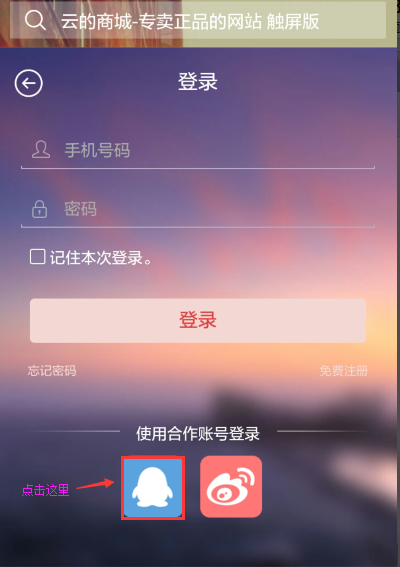 云的商城-专卖正品的网站 触屏版
登录
手机号码
密码
记住本次登录。
登录
忘记密码 免费注册
使用合作账号登录
点击这里